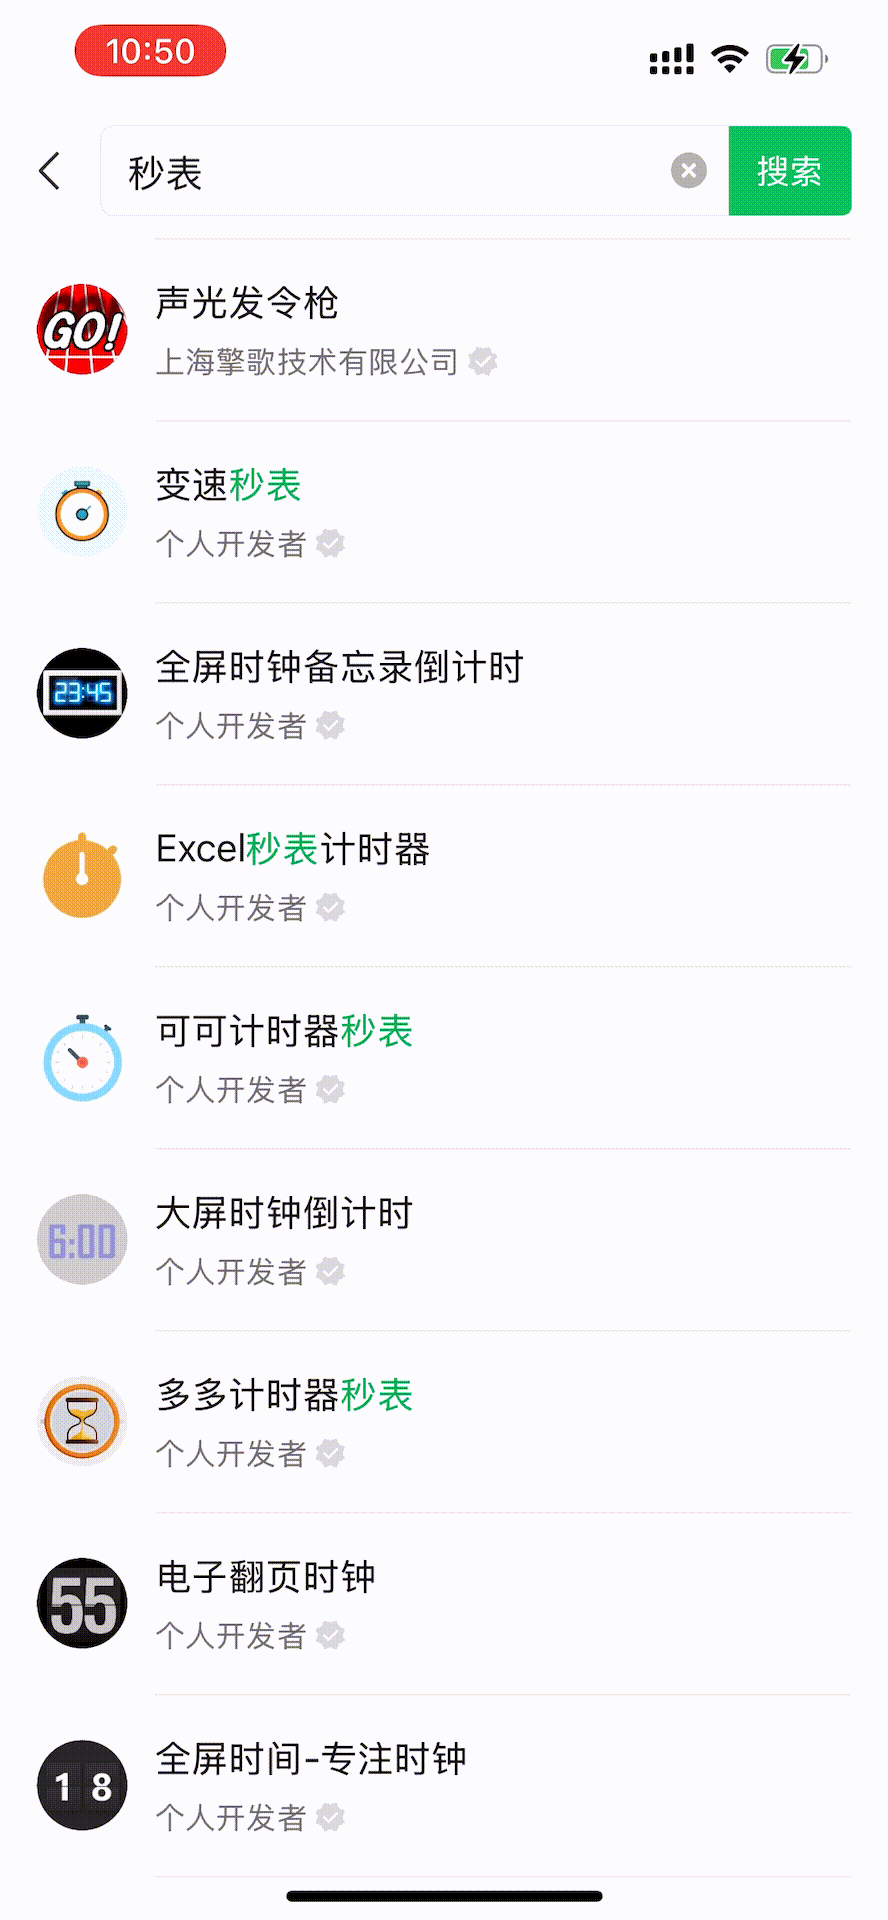 10:50
秒表
搜索
GO!
声光发令枪
上海擎歌技术有限公司
变速秒表
个人开发者
23:45
全屏时钟备忘录倒计时
个人开发者
Excel秒表计时器
个人开发者
可可计时器秒表
个人开发者
6:00
大屏时钟倒计时
个人开发者
多多计时器秒表
个人开发者
55
电子翻页时钟
个人开发者
1 8
全屏时间-专注时钟
个人开发者